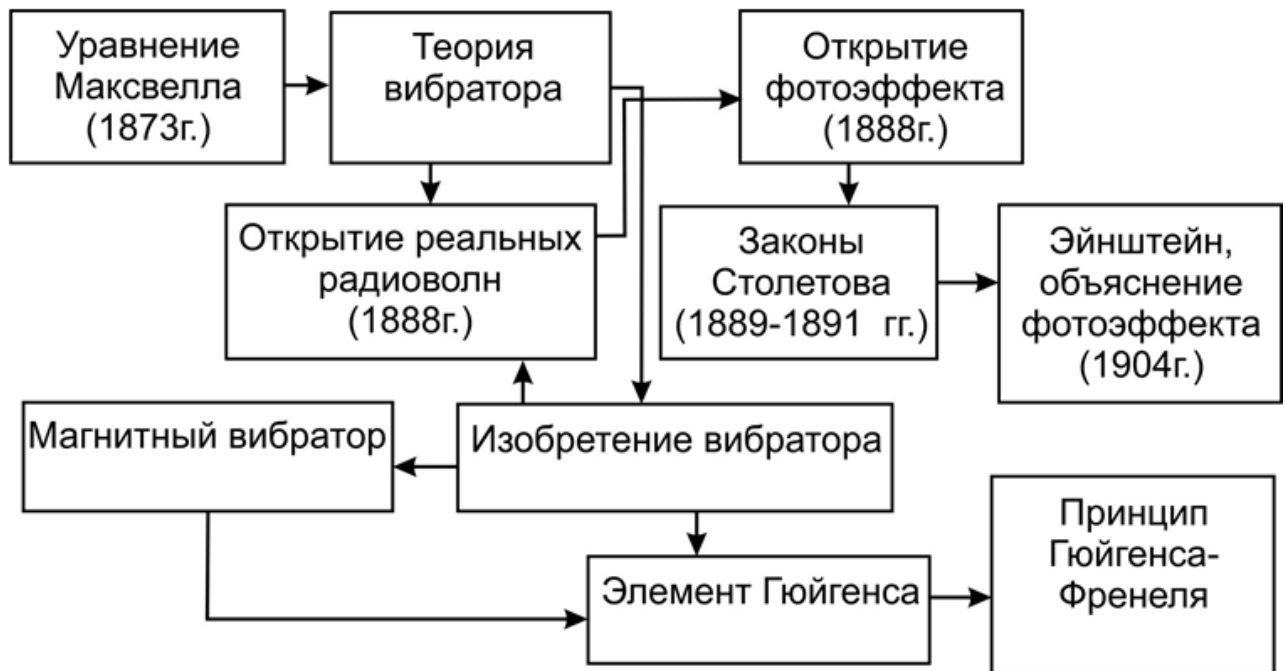 Уравнение
Максвелла
(1873г.)
Теория
вибратора
Открытие
фотоэффекта
(1888г.)
Открытие реальных
радиоволн
(1888г.)
Законы
Столетова
(1889-1891 гг.)
Эйнштейн,
объяснение
фотоэффекта
(1904г.)
Магнитный вибратор
Изобретение вибратора
Элемент Гюйгенса
Принцип
Гюйгенса-
Френеля